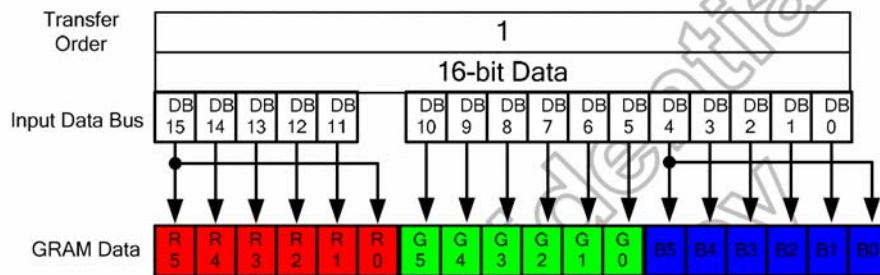 Transfer Order 1
16-bit Data
Input Data Bus DB 15 DB 14 DB 13 DB 12 DB 11 DB 10 DB 9 DB 8 DB 7 DB 6 DB 5 DB 4 DB 3 DB 2 DB 1 DB 0
GRAM Data R 5 R 4 R 3 R 2 R 1 R 0 G 5 G 4 G 3 G 2 G 1 G 0 B5 B4 B3 B2 B1 B0